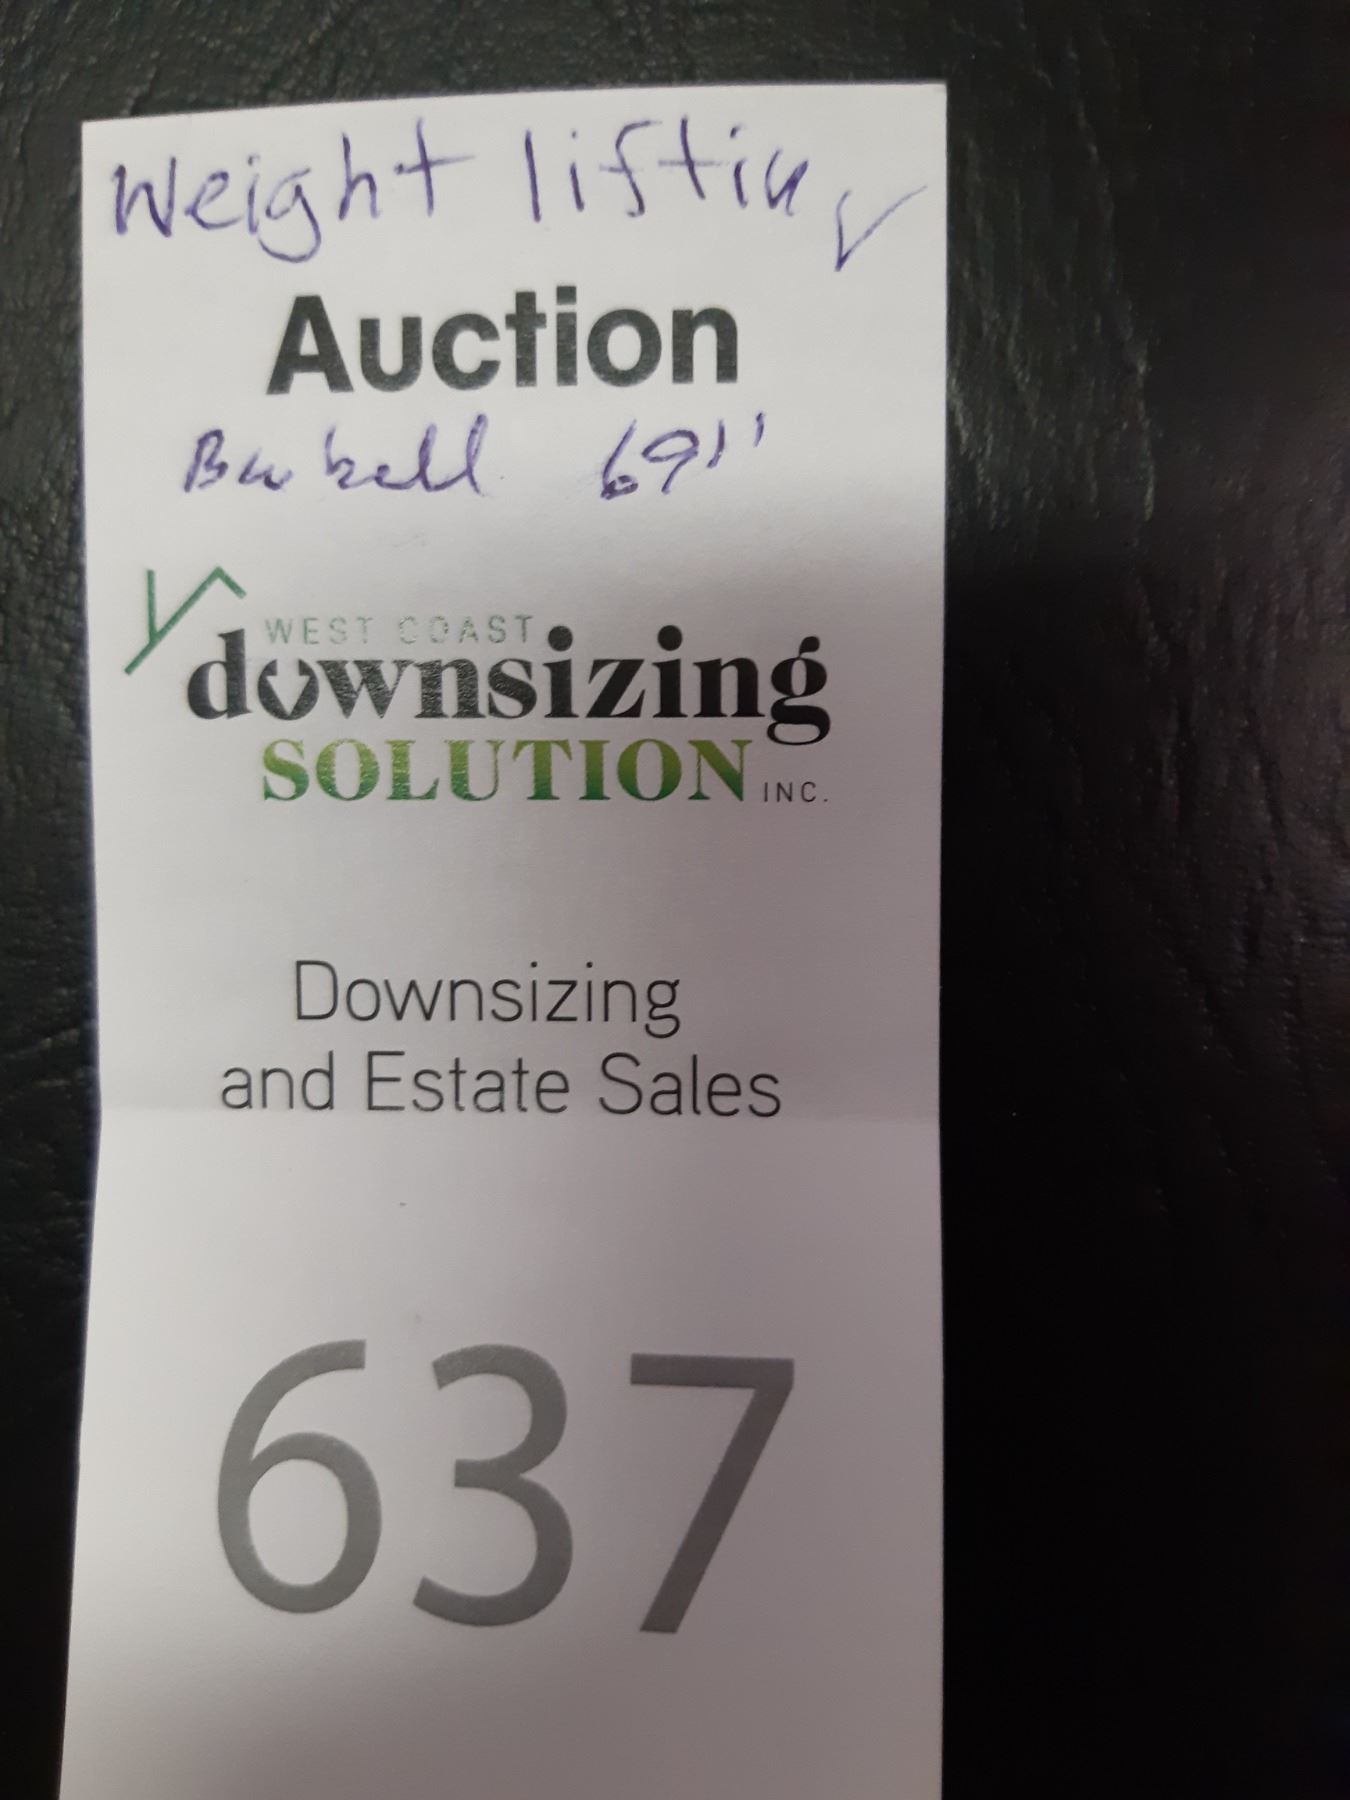 Weight liftin
Auction
Barbell 69''
WEST COAST
downsizing
SOLUTION INC.
Downsizing
and Estate Sales
637